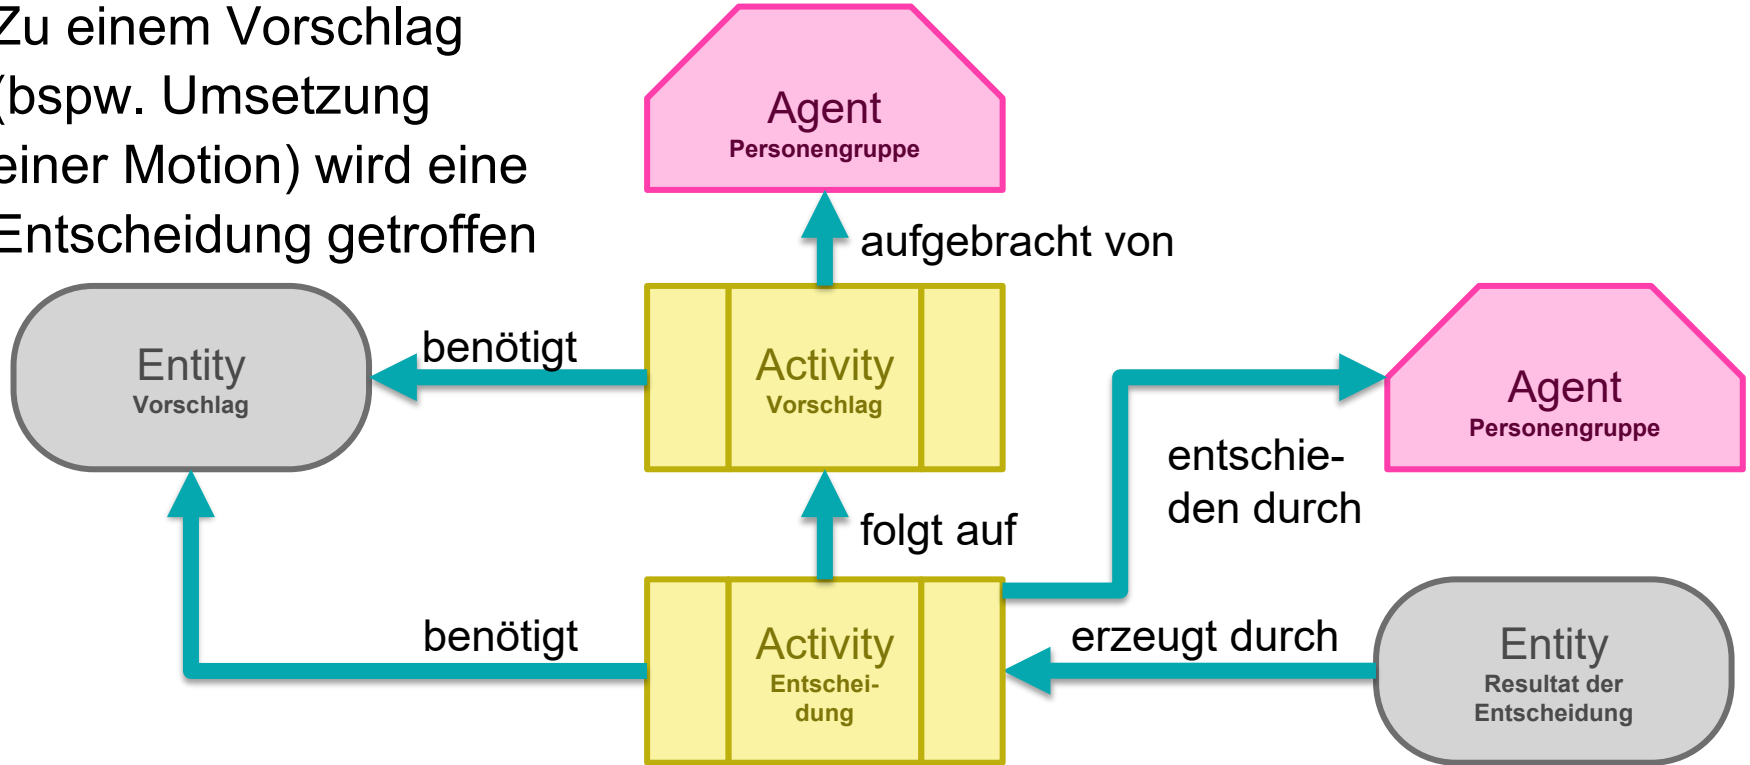 Zu einem Vorschlag
(bspw. Umsetzung
einer Motion) wird eine
Entscheidung getroffen
Agent
Personengruppe
aufgebracht von
Entity
Vorschlag
benötigt
Activity
Vorschlag
Agent
Personengruppe
entschie-
den durch
folgt auf
benötigt
Activity
Entschei-
dung
erzeugt durch
Entity
Resultat der
Entscheidung